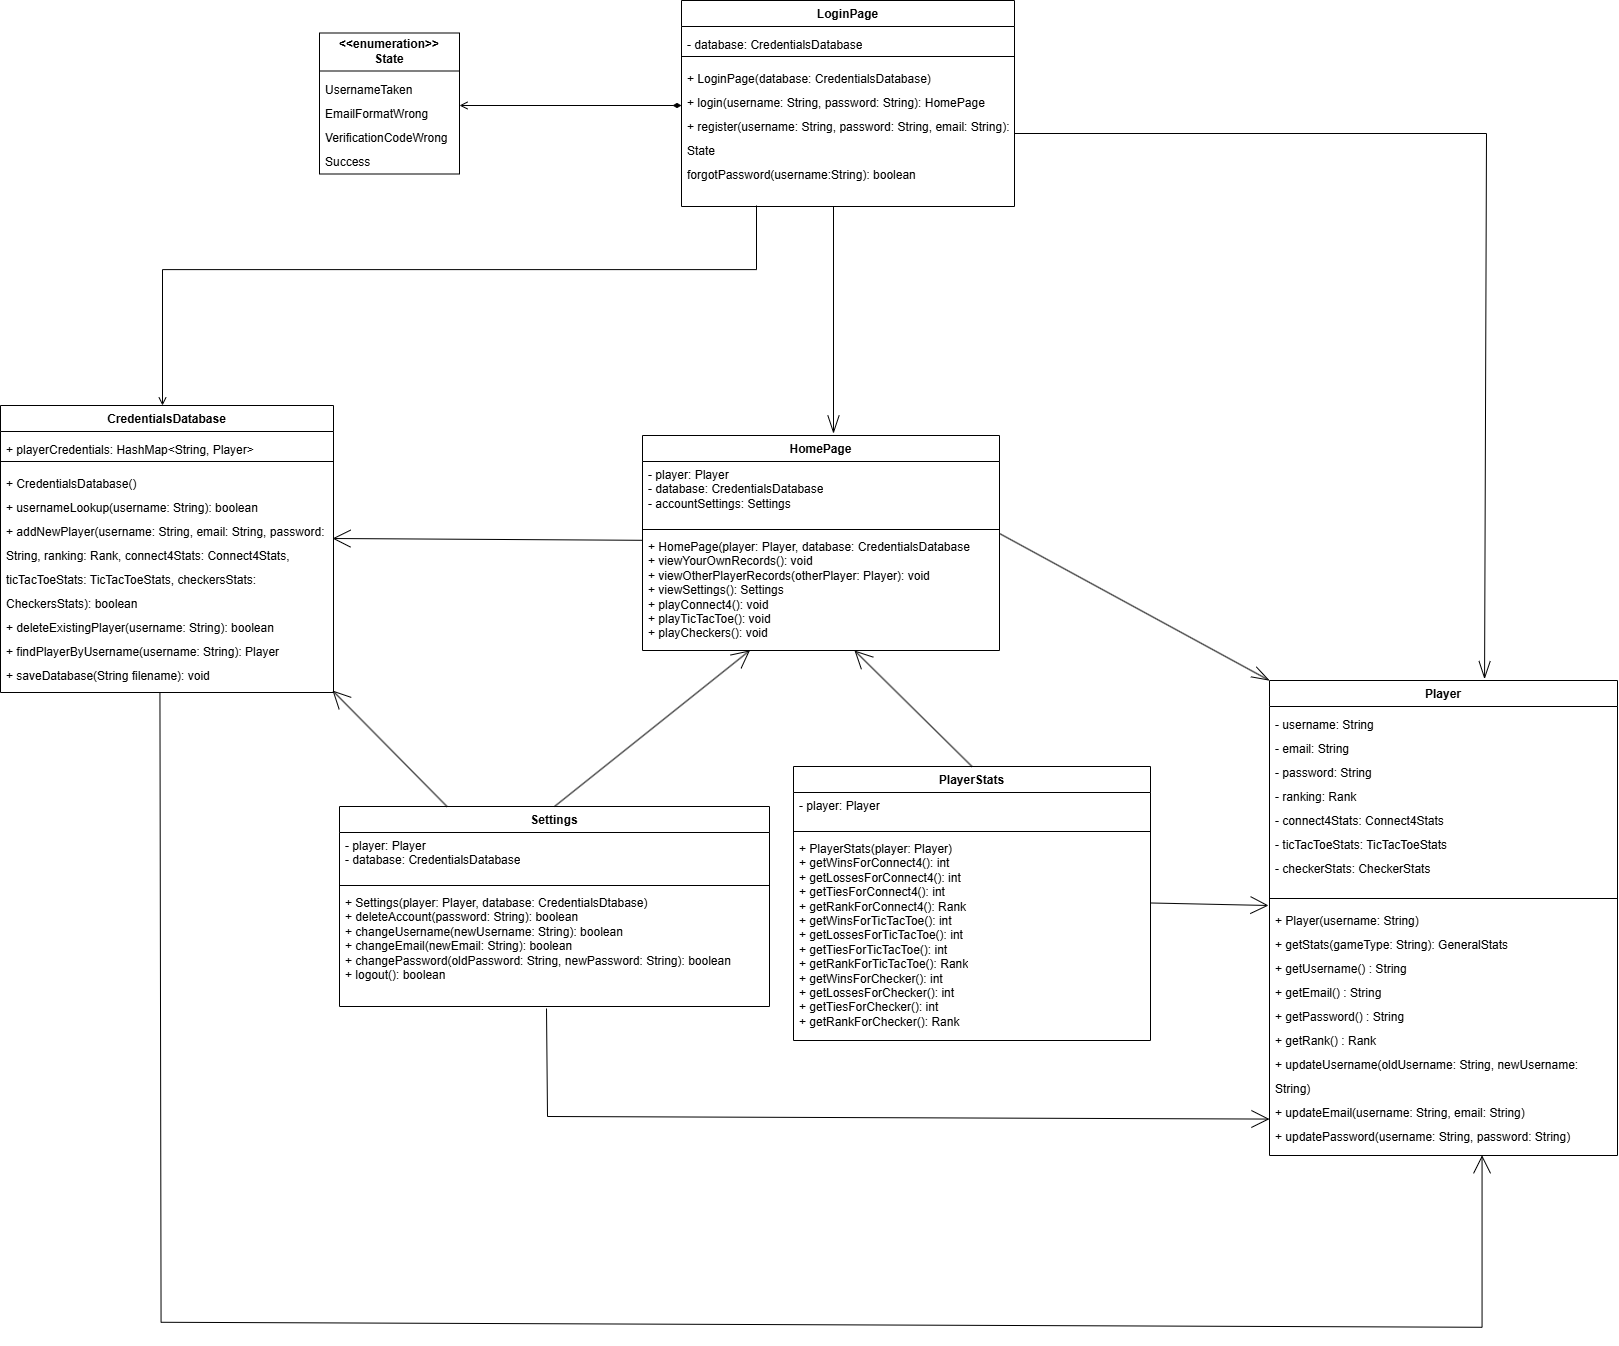 LoginPage
- database: CredentialsDatabase
+ LoginPage(database: CredentialsDatabase)
+ login(username: String, password: String): HomePage
+ register(username: String, password: String, email: String):
State
forgotPassword(username:String): boolean
<<enumeration>>
State
UsernameTaken
EmailFormatWrong
VerificationCodeWrong
Success
CredentialsDatabase
+ playerCredentials: HashMap<String, Player>
+ CredentialsDatabase()
+ usernameLookup(username: String): boolean
+ addNewPlayer(username: String, email: String, password:
String, ranking: Rank, connect4Stats: Connect4Stats,
ticTacToeStats: TicTacToeStats, checkersStats:
CheckersStats): boolean
+ deleteExistingPlayer(username: String): boolean
+ findPlayerByUsername(username: String): Player
+ saveDatabase(String filename): void
HomePage
- player: Player
- database: CredentialsDatabase
- accountSettings: Settings
+ HomePage(player: Player, database: CredentialsDatabase
+ viewYourOwnRecords(): void
+ viewOtherPlayerRecords(otherPlayer: Player): void
+ viewSettings(): Settings
+ playConnect4(): void
+ playTicTacToe(): void
+ playCheckers(): void
Settings
- player: Player
- database: CredentialsDatabase
+ Settings(player: Player, database: CredentialsDtabase)
+ deleteAccount(password: String): boolean
+ changeUsername(newUsername: String): boolean
+ changeEmail(newEmail: String): boolean
+ changePassword(oldPassword: String, newPassword: String): boolean
+ logout(): boolean
PlayerStats
- player: Player
+ PlayerStats(player: Player)
+ getWinsForConnect4(): int
+ getLossesForConnect4(): int
+ getTiesForConnect4(): int
+ getRankForConnect4(): Rank
+ getWinsForTicTacToe(): int
+ getLossesForTicTacToe(): int
+ getTiesForTicTacToe(): int
+ getRankForTicTacToe(): Rank
+ getWinsForChecker(): int
+ getLossesForChecker(): int
+ getTiesForChecker(): int
+ getRankForChecker(): Rank
Player
- username: String
- email: String
- password: String
- ranking: Rank
- connect4Stats: Connect4Stats
- ticTacToeStats: TicTacToeStats
- checkerStats: CheckerStats
+ Player(username: String)
+ getStats(gameType: String): GeneralStats
+ getUsername() : String
+ getEmail() : String
+ getPassword() : String
+ getRank() : Rank
+ updateUsername(oldUsername: String, newUsername:
String)
+ updateEmail(username: String, email: String)
+ updatePassword(username: String, password: String)